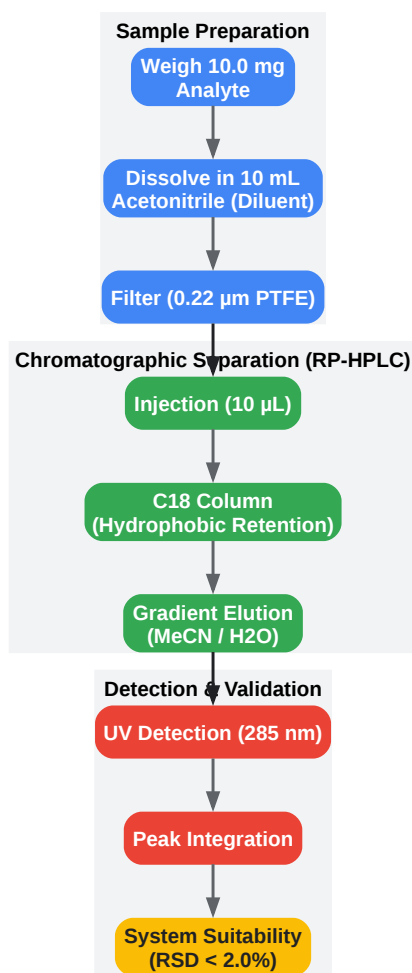 Sample Preparation
Weigh 10.0 mg
Analyte
Dissolve in 10 mL
Acetonitrile (Diluent)
Filter (0.22 µm PTFE)
Chromatographic Separation (RP-HPLC)
Injection (10 µL)
C18 Column
(Hydrophobic Retention)
Gradient Elution
(MeCN / H2O)
Detection & Validation
UV Detection (285 nm)
Peak Integration
System Suitability
(RSD < 2.0%)